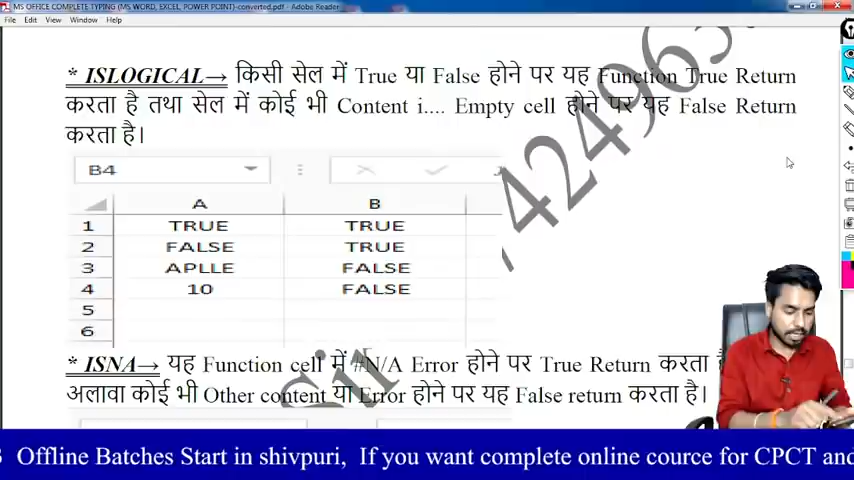 MS OFFICE COMPLETE TYPING (MS WORD, EXCEL, POWER POINT)-converted.pdf - Adobe Reader
File Edit View Window Help
* ISLOGICAL→ किसी सेल में True या False होने पर यह Function True Return
करता है तथा सेल में कोई भी Content i.... Empty cell होने पर यह False Return
करता है।
B4
A B
1 TRUE TRUE
2 FALSE TRUE
3 APLLE FALSE
4 10 FALSE
5
6
* ISNA→ यह Function cell में #N/A Error होने पर True Return करता
अलावा कोई भी Other content या Error होने पर यह False return करता है।
Offline Batches Start in shivpuri, If you want complete online cource for CPCT and